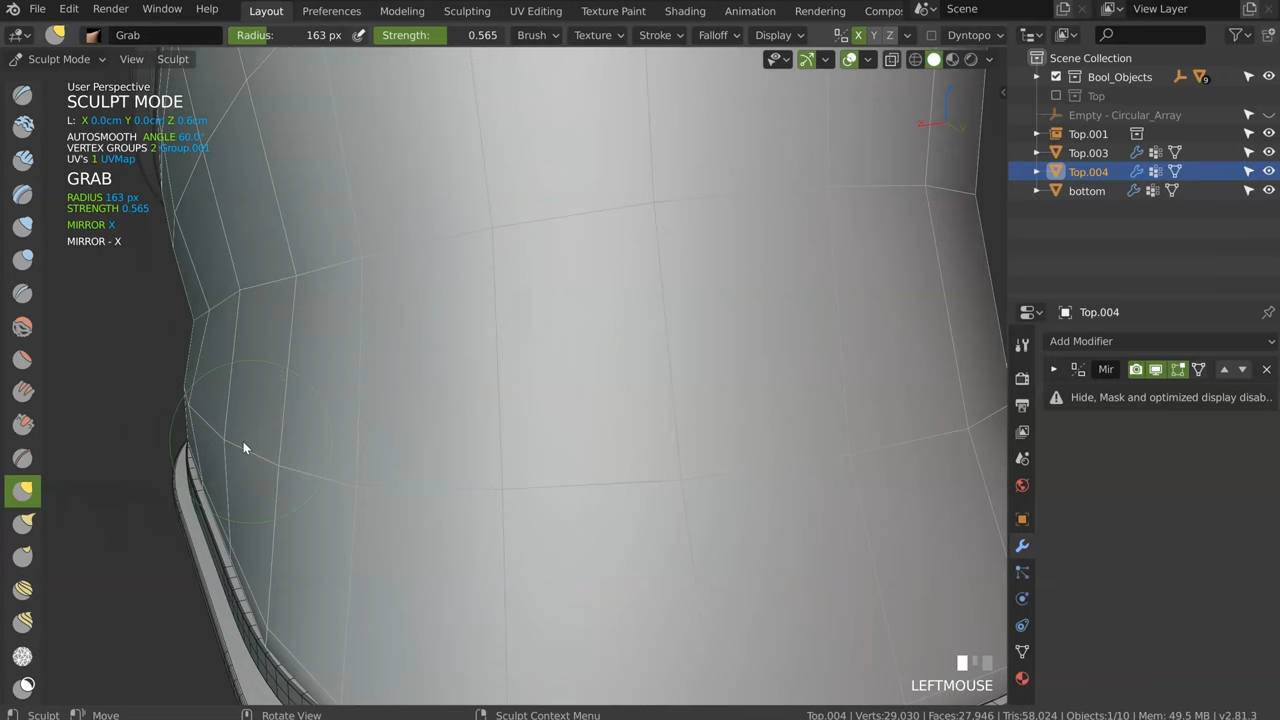 File Edit Render Window Help Layout Preferences Modeling Sculpting UV Editing Texture Paint Shading Animation Rendering Compos Scene View Layer
Grab Radius: 163 px Strength: 0.565 Brush Texture Stroke Falloff Display X Y Z Dyntopo
Sculpt Mode View Sculpt
User Perspective
SCULPT MODE
L: X 0.0cm Y 0.0cm Z 0.6cm
AUTOSMOOTH ANGLE 60.0°
VERTEX GROUPS 2 Group.001
UV's 1 UVMap
GRAB
RADIUS 163 px
STRENGTH 0.565
MIRROR X
MIRROR - X
Scene Collection
Bool_Objects 9
Top
Empty - Circular_Array
Top.001
Top.003
Top.004
bottom
Top.004
Add Modifier
Mir
Hide, Mask and optimized display disab..
LEFTMOUSE
Sculpt Move Rotate View Sculpt Context Menu Top.004 | Verts:29,030 | Faces:27,946 | Tris:58,024 | Objects:1/10 | Mem: 49.5 MB | v2.81.3